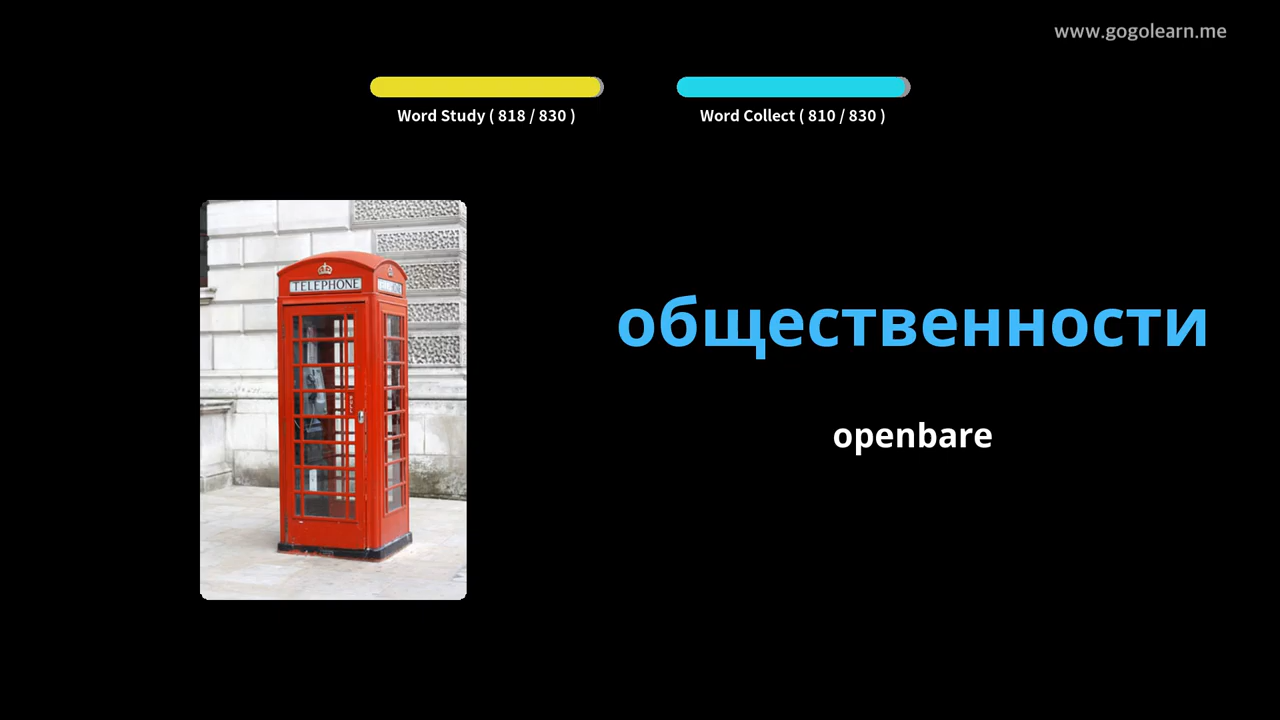 www.gogolearn.me
Word Study ( 818 / 830 )
Word Collect ( 810 / 830 )
TELEPHONE
общественности
openbare